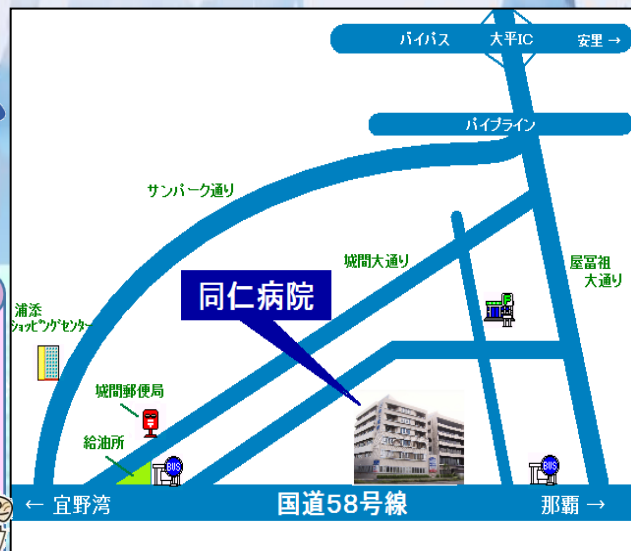 バイパス 大平IC 安里 →
パイプライン
サンパーク通り
城間大通り
屋冨祖
大通り
同仁病院
浦添
ショッピングセンター
城間郵便局
給油所
BUS
BUS
P
← 宜野湾 国道58号線 那覇 →